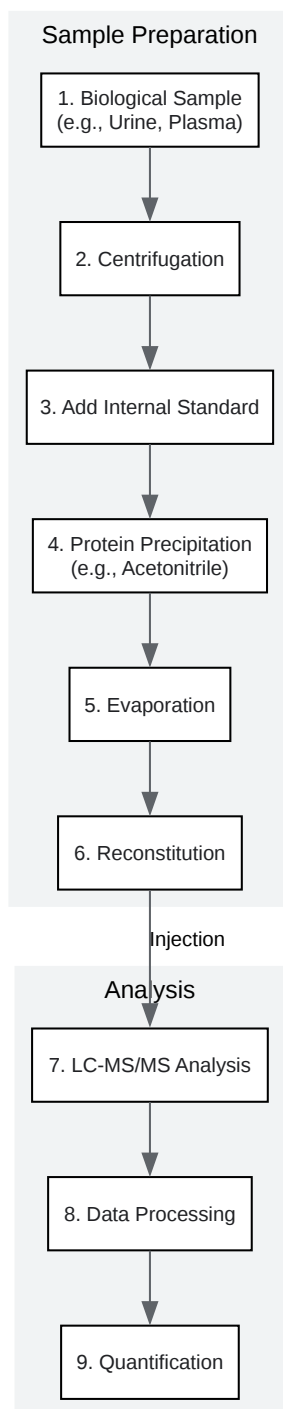 Sample Preparation
1. Biological Sample
(e.g., Urine, Plasma)
2. Centrifugation
3. Add Internal Standard
4. Protein Precipitation
(e.g., Acetonitrile)
5. Evaporation
6. Reconstitution
Injection
Analysis
7. LC-MS/MS Analysis
8. Data Processing
9. Quantification